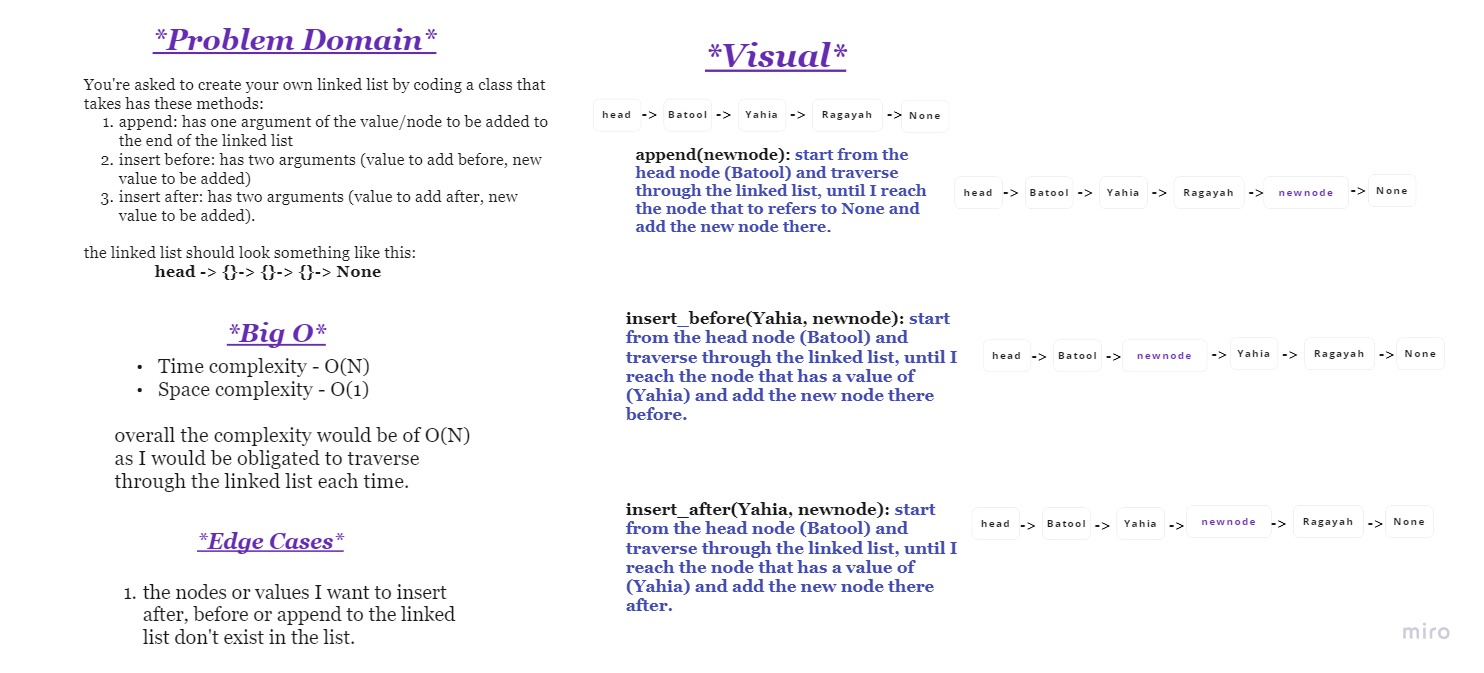 *Problem Domain*
You're asked to create your own linked list by coding a class that
takes has these methods:
1. append: has one argument of the value/node to be added to
the end of the linked list
2. insert before: has two arguments (value to add before, new
value to be added)
3. insert after: has two arguments (value to add after, new
value to be added).
the linked list should look something like this:
head -> {}-> {}-> {}-> None
*Big O*
• Time complexity - O(N)
• Space complexity - O(1)
overall the complexity would be of O(N)
as I would be obligated to traverse
through the linked list each time.
*Edge Cases*
1. the nodes or values I want to insert
after, before or append to the linked
list don't exist in the list.
*Visual*
head -> Batool -> Yahia -> Ragayah -> None
append(newnode): start from the
head node (Batool) and traverse
through the linked list, until I reach
the node that to refers to None and
add the new node there.
head -> Batool -> Yahia -> Ragayah -> newnode -> None
insert_before(Yahia, newnode): start
from the head node (Batool) and
traverse through the linked list, until I
reach the node that has a value of
(Yahia) and add the new node there
before.
head -> Batool -> newnode -> Yahia -> Ragayah -> None
insert_after(Yahia, newnode): start
from the head node (Batool) and
traverse through the linked list, until I
reach the node that has a value of
(Yahia) and add the new node there
after.
head -> Batool -> Yahia -> newnode -> Ragayah -> None
miro